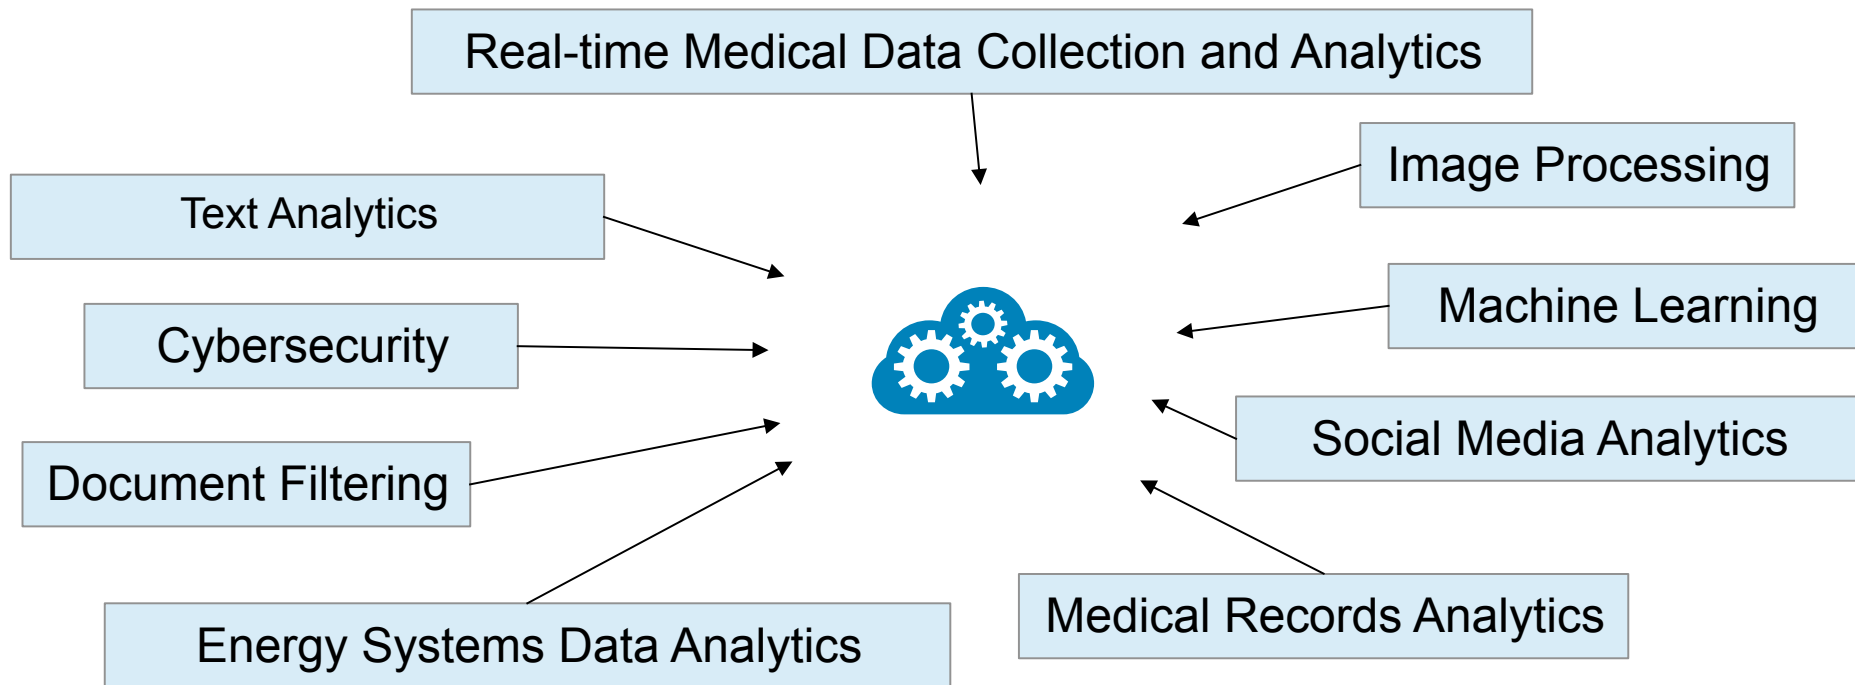 Real-time Medical Data Collection and Analytics
Image Processing
Text Analytics
Machine Learning
Cybersecurity
Social Media Analytics
Document Filtering
Medical Records Analytics
Energy Systems Data Analytics